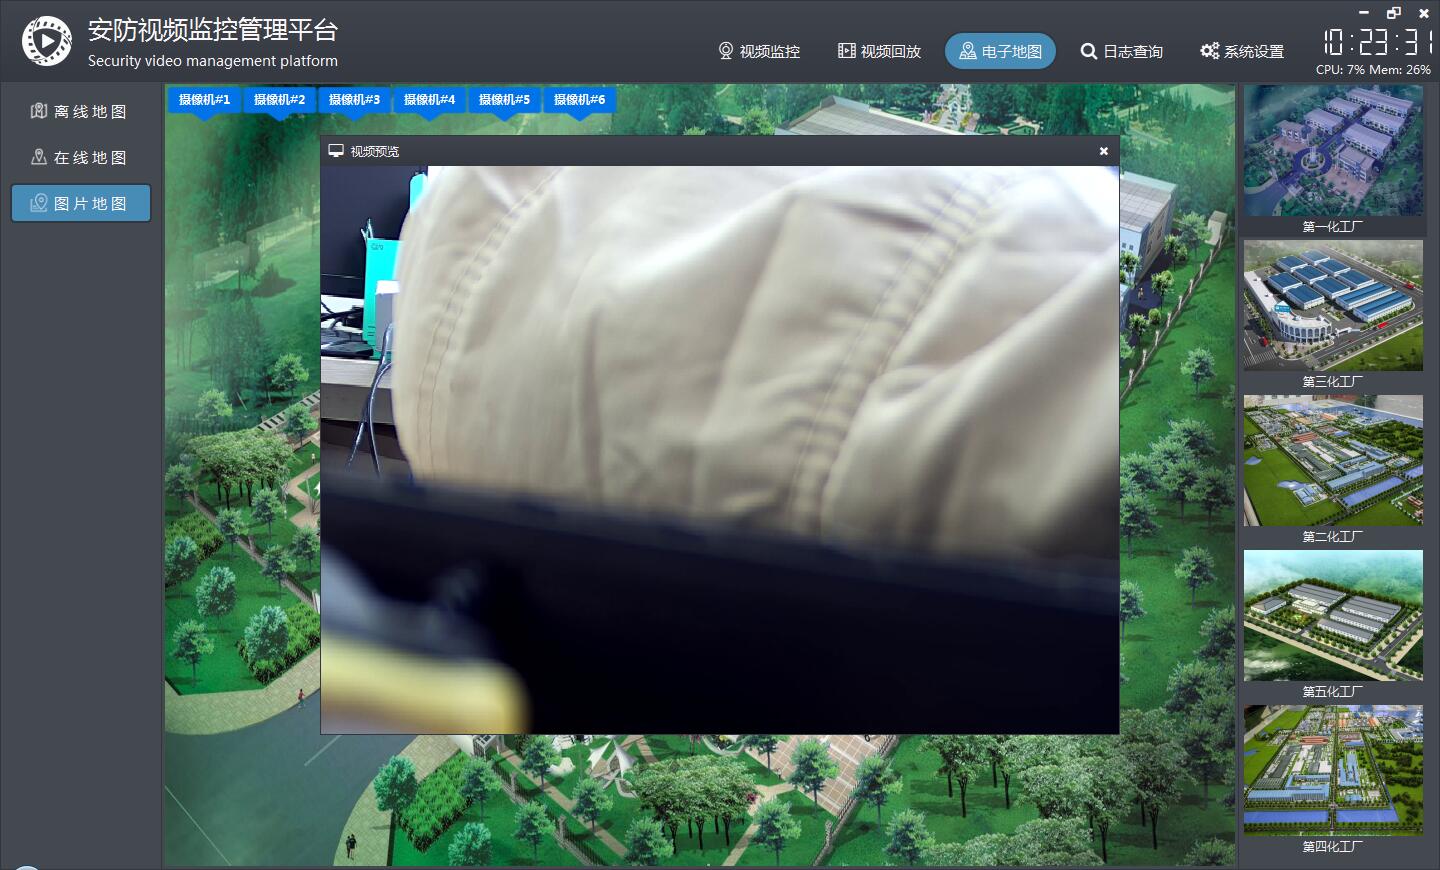 安防视频监控管理平台
Security video management platform
视频监控
视频回放
电子地图
日志查询
系统设置
10:23:31
CPU: 7% Mem: 26%
离线地图
在线地图
图片地图
摄像机#1
摄像机#2
摄像机#3
摄像机#4
摄像机#5
摄像机#6
视频预览
第一化工厂
第三化工厂
第二化工厂
第五化工厂
第四化工厂